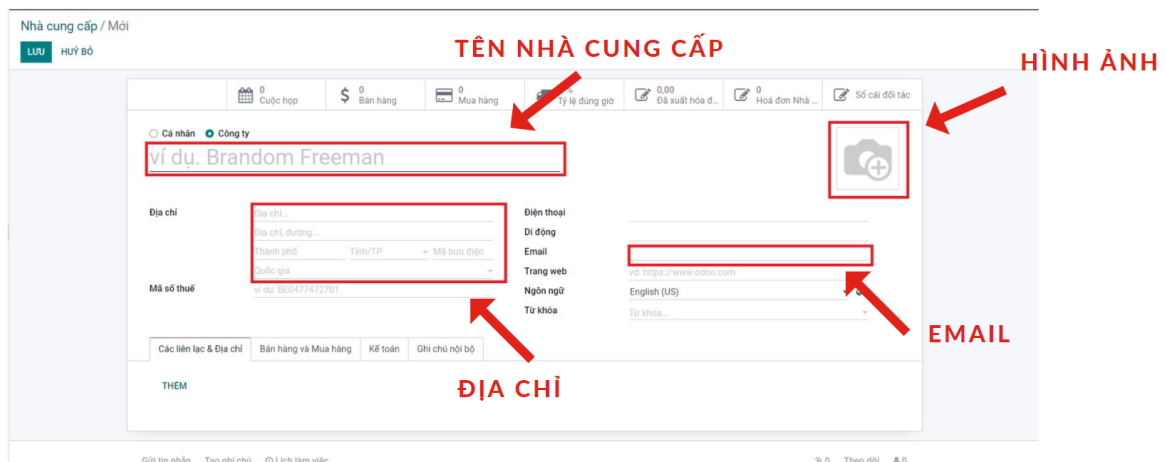 Nhà cung cấp / Mới
LƯU HUỶ BỎ
TÊN NHÀ CUNG CẤP
HÌNH ẢNH
0 Cuộc họp
0 Bán hàng
0 Mua hàng
% Tỷ lệ đúng giờ
0,00 Đã xuất hóa đ...
0 Hoá đơn Nhà ...
Sổ cái đối tác
Cá nhân Công ty
ví dụ. Brandom Freeman
Địa chỉ
Địa chỉ...
Địa chỉ, đường...
Thành phố Tỉnh/TP Mã bưu điện
Quốc gia
Mã số thuế ví dụ: BE0477472701
Điện thoại
Di động
Email
Trang web vd: https://www.odoo.com
Ngôn ngữ English (US)
Từ khóa Từ khóa...
EMAIL
ĐỊA CHỈ
Các liên lạc & Địa chỉ Bán hàng và Mua hàng Kế toán Ghi chú nội bộ
THÊM
Gửi tin nhắn Tạo ghi chú Lịch làm việc 0 Theo dõi 0